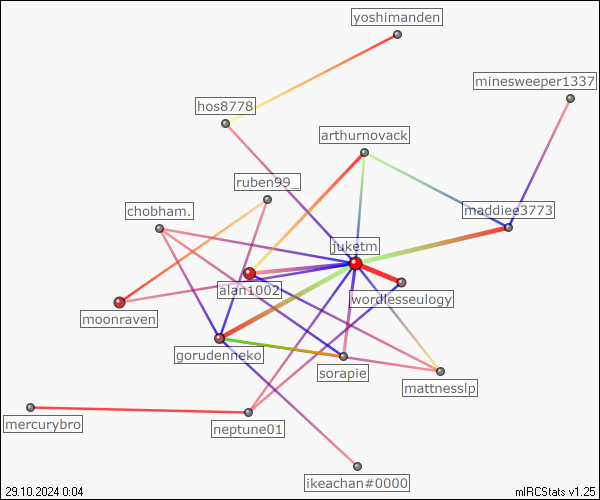 yoshimanden
minesweeper1337
hos8778
arthurnovack
ruben99_
chobham.
maddiee3773
juketm
alan1002
wordlesseulogy
moonraven
gorudenneko
sorapie
mattnesslp
mercurybro
neptune01
ikeachan#0000
29.10.2024 0:04
mIRCStats v1.25